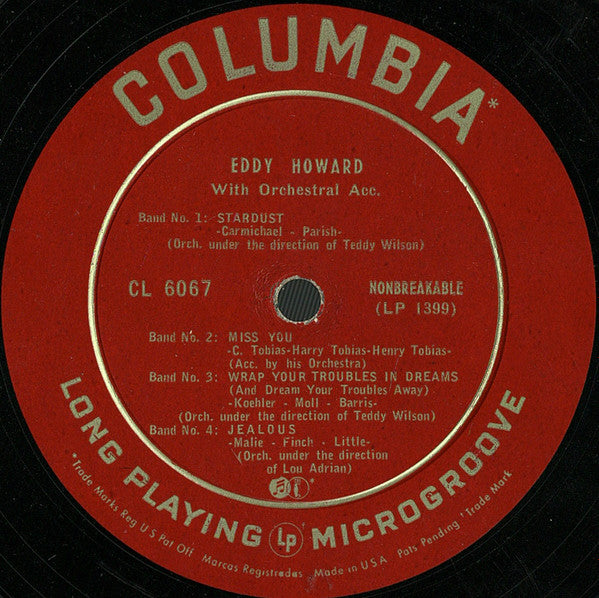 COLUMBIA*
EDDY HOWARD
With Orchestral Acc.
Band No. 1: STARDUST
-Carmichael - Parish-
(Orch. under the direction of Teddy Wilson)
CL 6067
NONBREAKABLE
(LP 1399)
Band No. 2: MISS YOU
-C. Tobias-Harry Tobias-Henry Tobias-
(Acc. by his Orchestra)
Band No. 3: WRAP YOUR TROUBLES IN DREAMS
(And Dream Your Troubles Away)
-Koehler - Moll - Barris-
(Orch. under the direction of Teddy Wilson)
Band No. 4: JEALOUS
-Malie - Finch - Little-
(Orch. under the direction
of Lou Adrian)
*
LONG PLAYING Lp MICROGROOVE
*Trade Marks Reg U S Pat Off Marcas Registradas Made in U S A Pats Pending ' Trade Mark